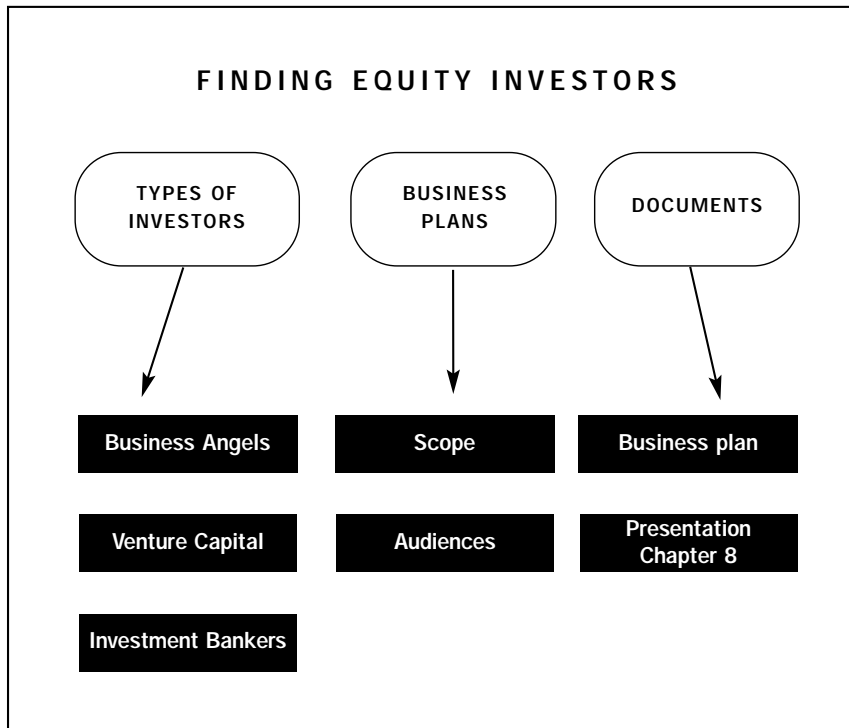 FINDING EQUITY INVESTORS
TYPES OF
INVESTORS
BUSINESS
PLANS
DOCUMENTS
Business Angels
Scope
Business plan
Venture Capital
Audiences
Presentation
Chapter 8
Investment Bankers